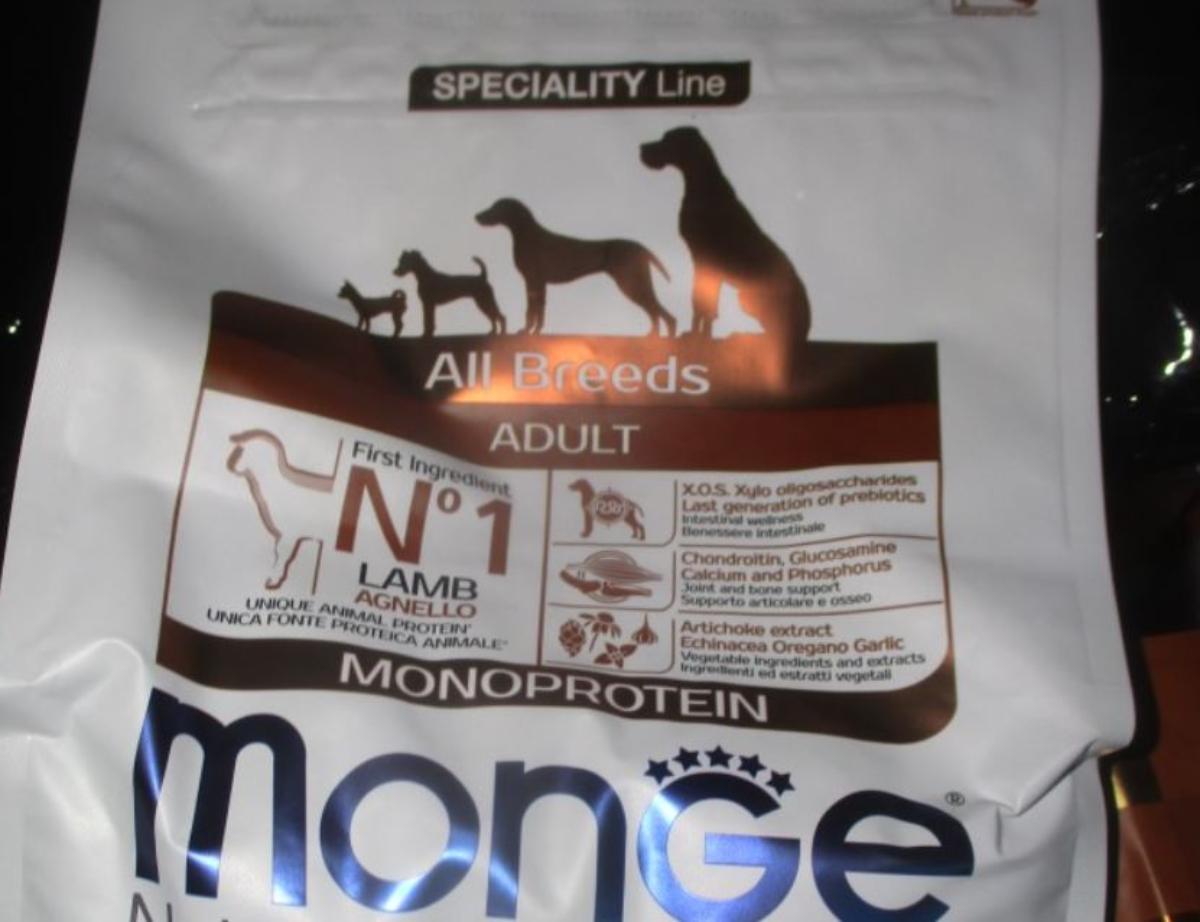 SPECIALITY Line
All Breeds
ADULT
First Ingredient
Nº1
LAMB
AGNELLO
UNIQUE ANIMAL PROTEIN*
UNICA FONTE PROTEICA ANIMALE*
X.O.S. Xylo oligosaccharides
Last generation of prebiotics
Intestinal wellness
Benessere intestinale
Chondroitin, Glucosamine
Calcium and Phosphorus
Joint and bone support
Supporto articolare e osseo
Artichoke extract
Echinacea Oregano Garlic
Vegetable ingredients and extracts
Ingredienti ed estratti vegetali
MONOPROTEIN
monGe®